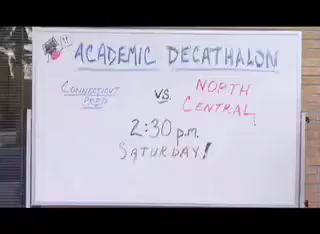 ACADEMIC DECATHALON
CONNECTICUT PREP
vs.
NORTH CENTRAL
2:30 p.m.
SATURDAY!